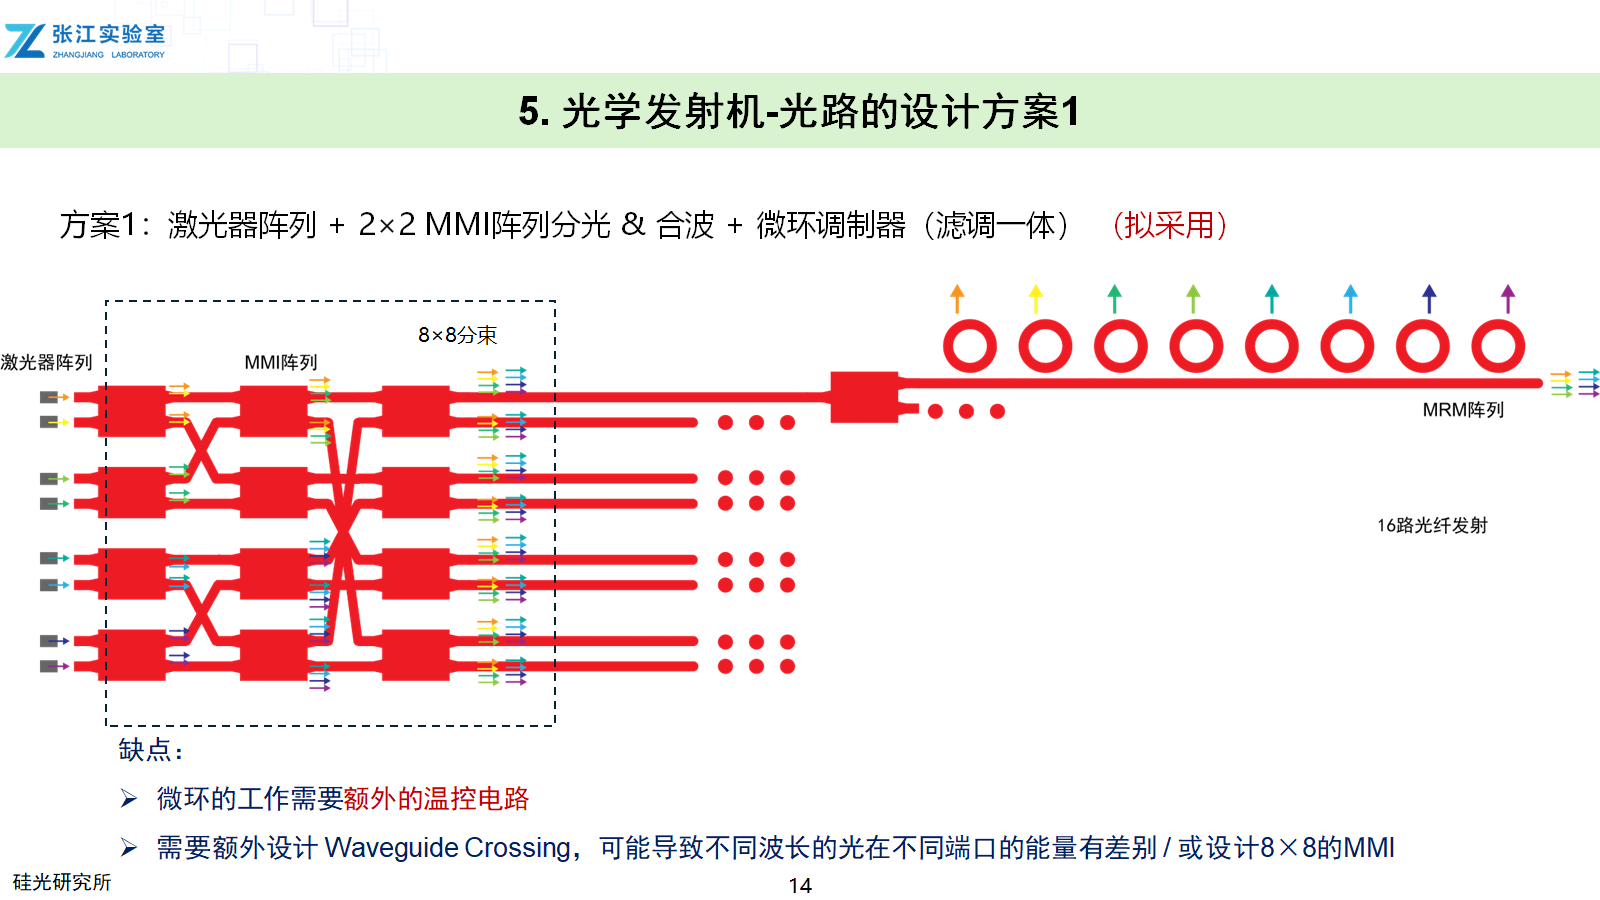 张江实验室
ZHANGJIANG LABORATORY
5. 光学发射机-光路的设计方案1
方案1：激光器阵列 + 2×2 MMI阵列分光 & 合波 + 微环调制器（滤调一体）（拟采用）
8×8分束
激光器阵列
MMI阵列
MRM阵列
16路光纤发射
缺点：
➢ 微环的工作需要额外的温控电路
➢ 需要额外设计 Waveguide Crossing，可能导致不同波长的光在不同端口的能量有差别 / 或设计8×8的MMI
硅光研究所
14